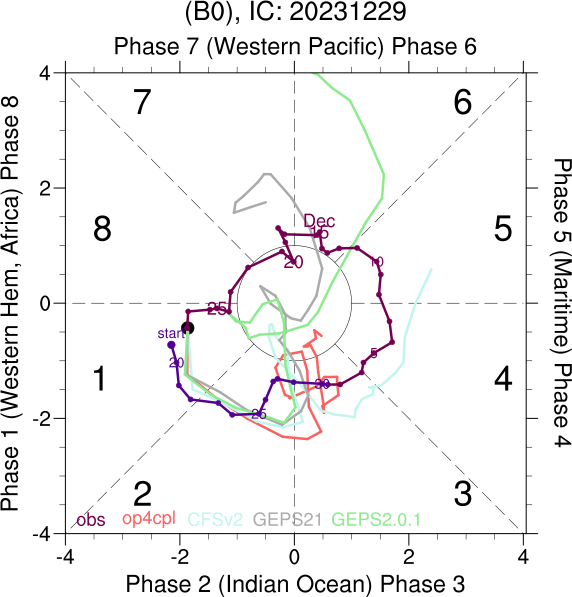 (B0), IC: 20231229
Phase 7 (Western Pacific) Phase 6
Phase 1 (Western Hem, Africa) Phase 8
Phase 5 (Maritime) Phase 4
4
2
0
-2
-4
7
6
8
5
1
4
2
3
Dec
15
20
10
25
start
5
20
30
25
obs op4cpl CFSv2 GEPS21 GEPS2.0.1
-4 -2 0 2 4
Phase 2 (Indian Ocean) Phase 3